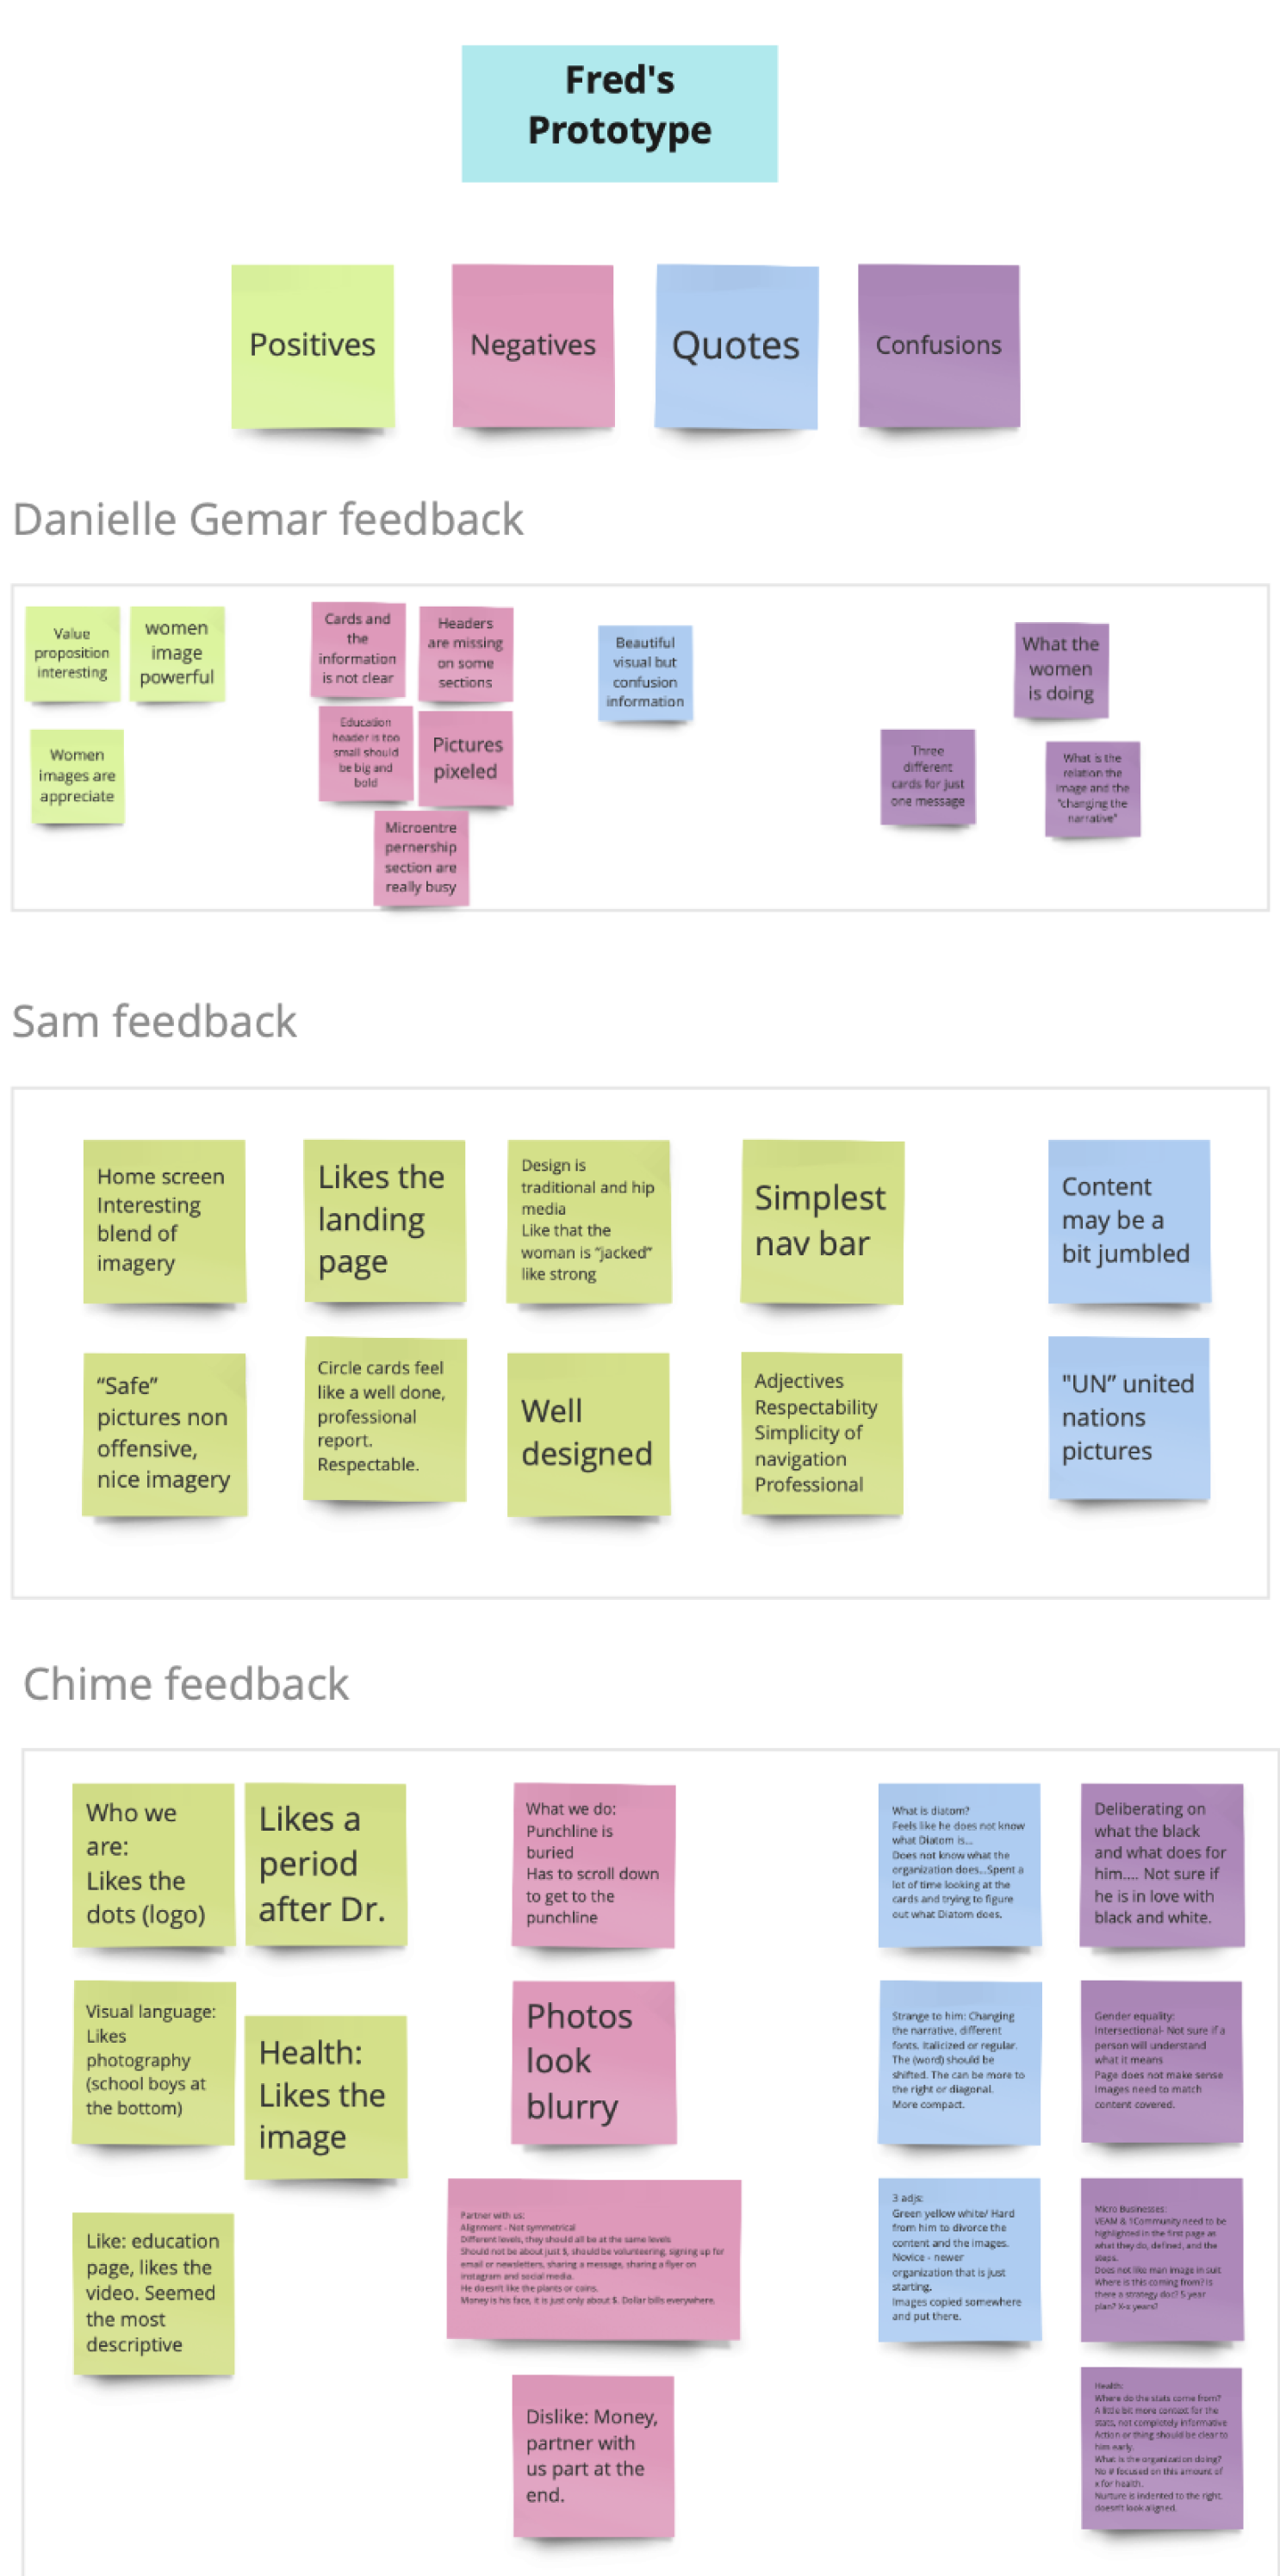 Fred's
Prototype
Positives
Negatives
Quotes
Confusions
Danielle Gemar feedback
Value
proposition
interesting
women
image
powerful
Women
images are
appreciate
Cards and
the
information
is not clear
Headers
are missing
on some
sections
Education
header is too
small should
be big and
bold
Pictures
pixeled
Microentre
pernership
section are
really busy
Beautiful
visual but
confusion
information
What the
women
is doing
Three
different
cards for just
one message
What is the
relation the
image and the
"changing the
narrative"
Sam feedback
Home screen
Interesting
blend of
imagery
Likes the
landing
page
Design is
traditional and hip
media
Like that the
woman is “jacked”
like strong
Simplest
nav bar
Content
may be a
bit jumbled
“Safe”
pictures non
offensive,
nice imagery
Circle cards feel
like a well done,
professional
report.
Respectable.
Well
designed
Adjectives
Respectability
Simplicity of
navigation
Professional
"UN” united
nations
pictures
Chime feedback
Who we
are:
Likes the
dots (logo)
Likes a
period
after Dr.
What we do:
Punchline is
buried
Has to scroll down
to get to the
punchline
What is diatom?
Feels like he does not know
what Diatom is...
Does not know what the
organization does...Spent a
lot of time looking at the
cards and trying to figure
out what Diatom does.
Deliberating on
what the black
and what does for
him.... Not sure if
he is in love with
black and white.
Visual language:
Likes
photography
(school boys at
the bottom)
Health:
Likes the
image
Photos
look
blurry
Strange to him: Changing
the narrative, different
fonts. Italicized or regular.
The (word) should be
shifted. The can be more to
the right or diagonal.
More compact.
Gender equality:
Intersectional- Not sure if a
person will understand
what it means
Page does not make sense
Images need to match
content covered.
Like: education
page, likes the
video. Seemed
the most
descriptive
Partner with us:
Alignment - Not symmetrical
Different levels, they should all be at the same levels
Should not be about just $, should be volunteering, signing up for
email or newsletters, sharing a message, sharing a flyer on
instagram and social media.
He doesn't like the plants or coins.
Money is his face, it is just only about $. Dollar bills everywhere.
3 adjs:
Green yellow white/ Hard
from him to divorce the
content and the images.
Novice - newer
organization that is just
starting.
Images copied somewhere
and put there.
Micro Businesses:
VEAM & 1Community need to be
highlighted in the first page as
what they do, defined, and the
steps.
Does not like man image in suit
Where is this coming from? Is
there a strategy doc? 5 year
plan? X-x years?
Dislike: Money,
partner with
us part at the
end.
Health:
Where do the stats come from?
A little bit more context for the
stats, not completely informative
Action or thing should be clear to
him early.
What is the organization doing?
No # focused on this amount of
x for health.
Nurture is indented to the right,
doesn't look aligned.